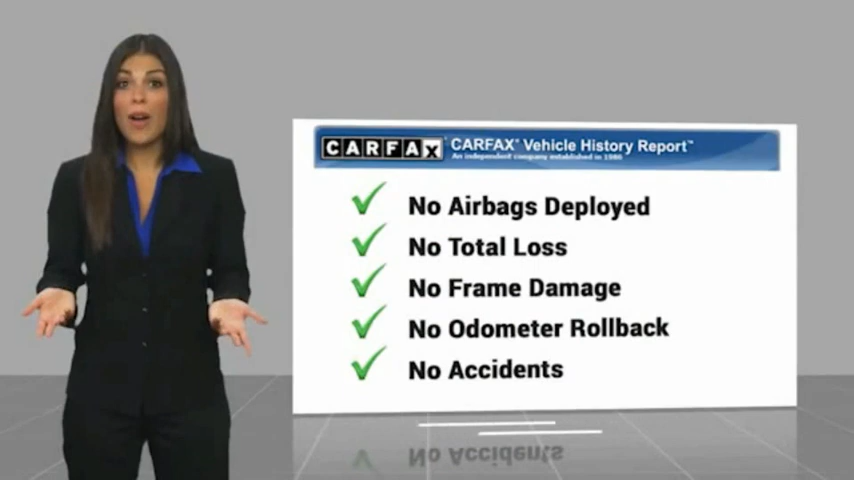 CARFAX CARFAX® Vehicle History Report™
An independent company established in 1986
No Airbags Deployed
No Total Loss
No Frame Damage
No Odometer Rollback
No Accidents
No Accidents